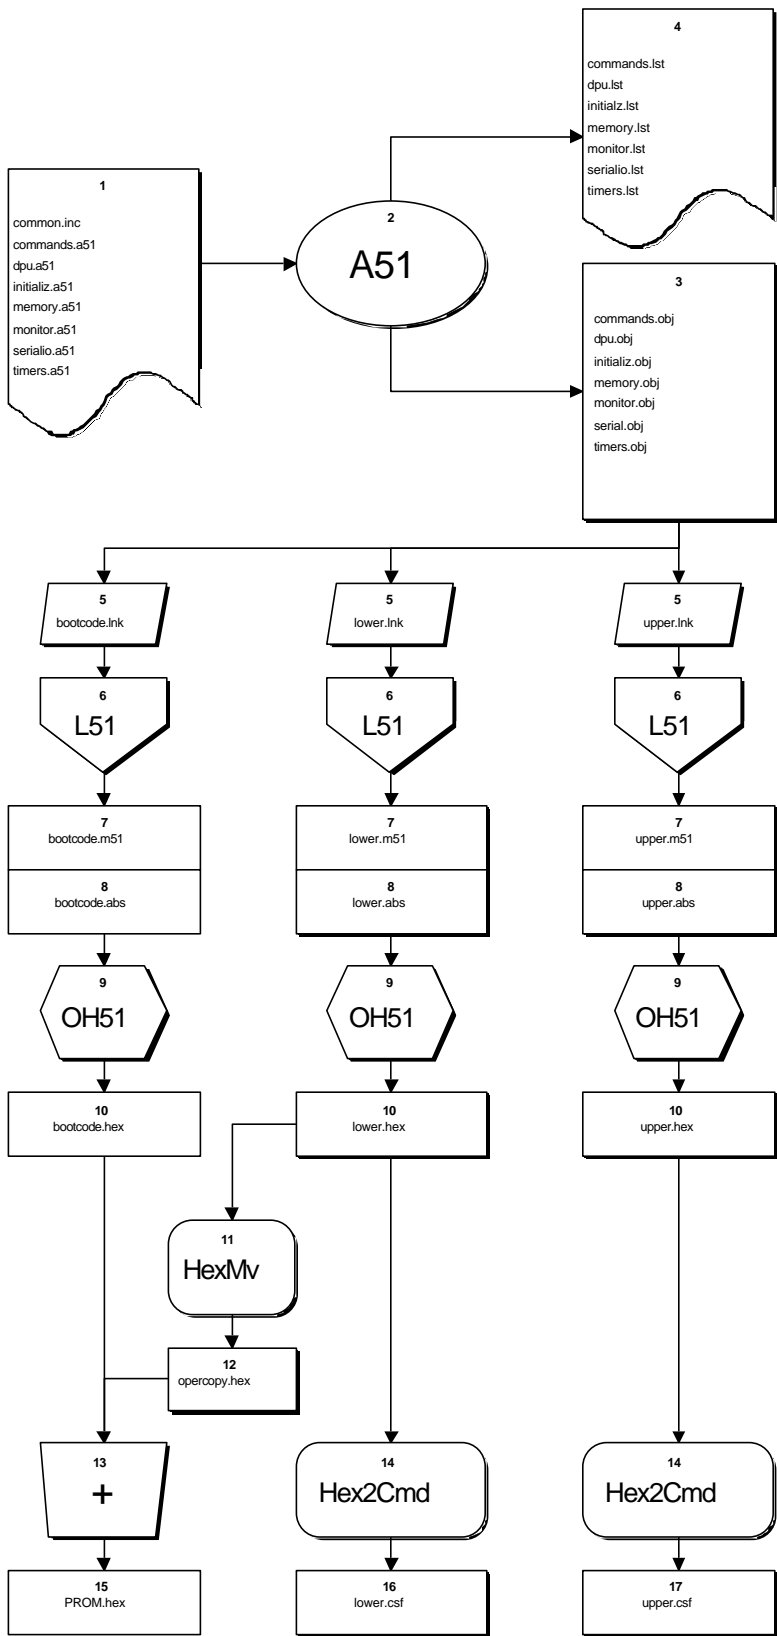 4
commands.lst
dpu.lst
initialz.lst
memory.lst
monitor.lst
serialio.lst
timers.lst
1
common.inc
commands.a51
dpu.a51
initializ.a51
memory.a51
monitor.a51
serialio.a51
timers.a51
2
A51
3
commands.obj
dpu.obj
initializ.obj
memory.obj
monitor.obj
serial.obj
timers.obj
5
bootcode.lnk
5
lower.lnk
5
upper.lnk
6
L51
6
L51
6
L51
7
bootcode.m51
7
lower.m51
7
upper.m51
8
bootcode.abs
8
lower.abs
8
upper.abs
9
OH51
9
OH51
9
OH51
10
bootcode.hex
10
lower.hex
10
upper.hex
11
HexMv
12
opercopy.hex
13
+
14
Hex2Cmd
14
Hex2Cmd
15
PROM.hex
16
lower.csf
17
upper.csf